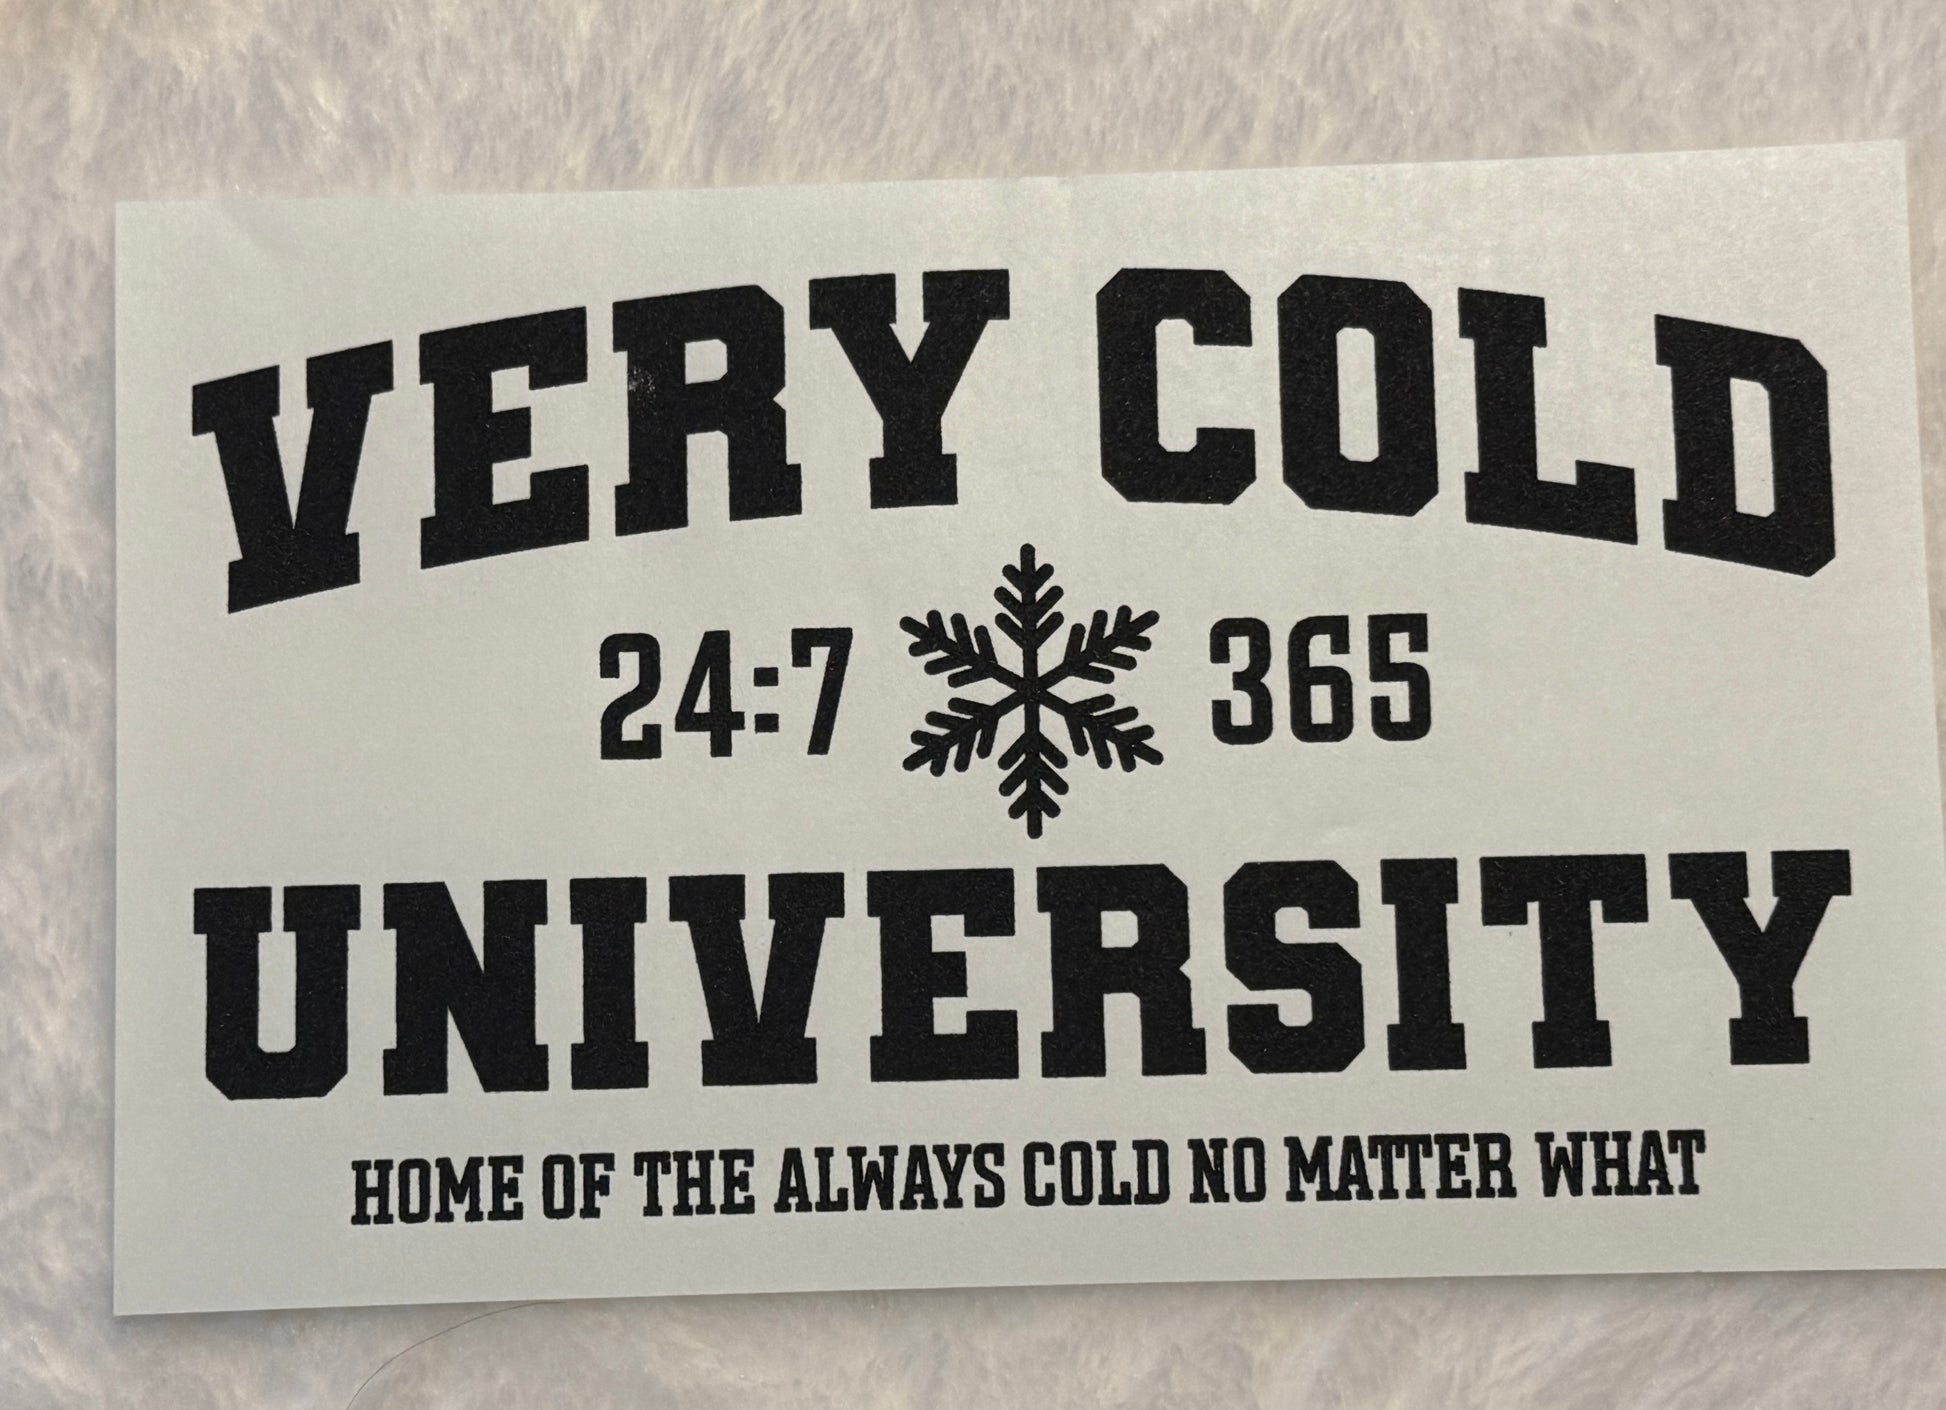 VERY COLD
24:7 365
UNIVERSITY
HOME OF THE ALWAYS COLD NO MATTER WHAT